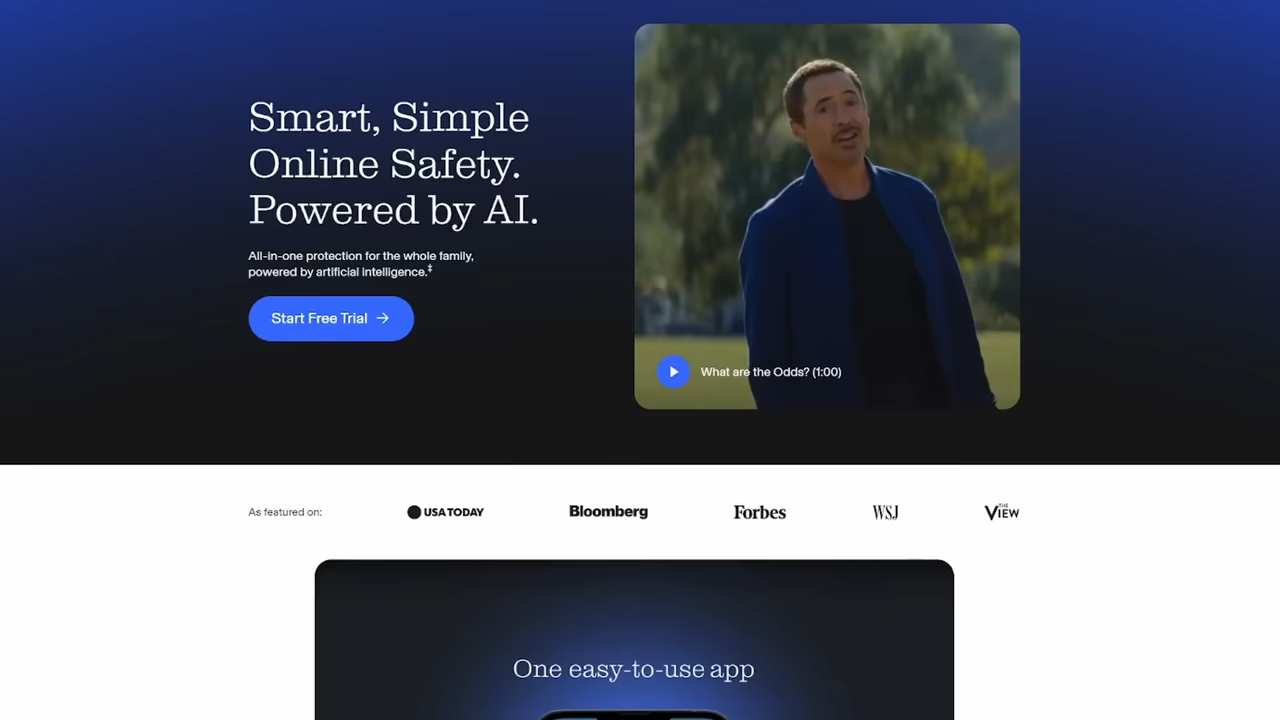 Smart, Simple
Online Safety.
Powered by AI.
All-in-one protection for the whole family,
powered by artificial intelligence.‡
Start Free Trial →
What are the Odds? (1:00)
As featured on:
USA TODAY
Bloomberg
Forbes
WSJ
THE
VIEW
One easy-to-use app